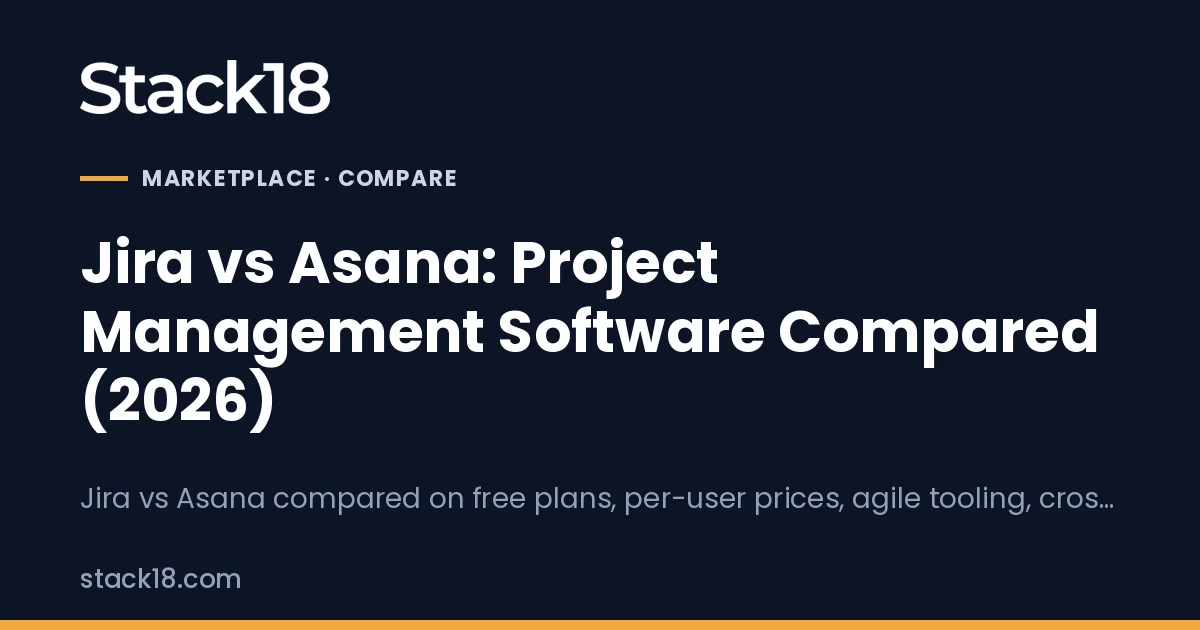 Stack18
MARKETPLACE · COMPARE
Jira vs Asana: Project
Management Software Compared
(2026)
Jira vs Asana compared on free plans, per-user prices, agile tooling, cros...
stack18.com